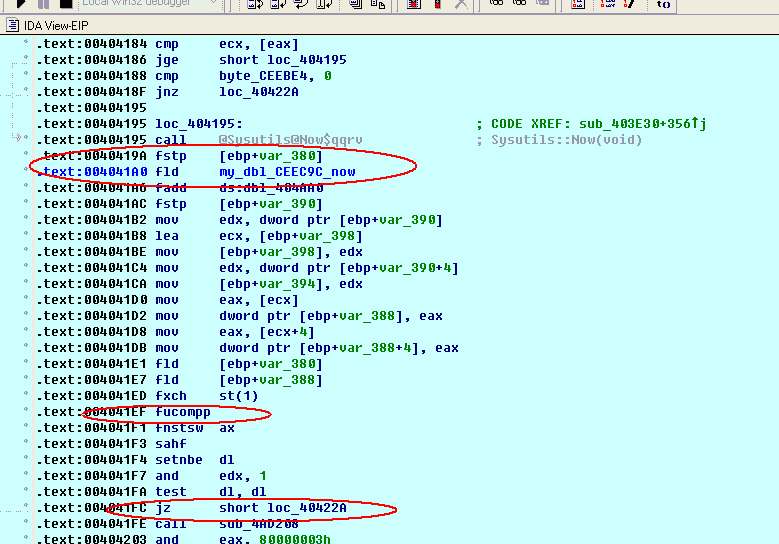 Local Win32 debugger
IDA View-EIP
.text:00404184 cmp ecx, [eax]
.text:00404186 jge short loc_404195
.text:00404188 cmp byte_CEEBE4, 0
.text:0040418F jnz loc_40422A
.text:00404195
.text:00404195 loc_404195: ; CODE XREF: sub_403E30+356↑j
.text:00404195 call @Sysutils@Now$qqrv ; Sysutils::Now(void)
.text:0040419A fstp [ebp+var_380]
.text:004041A0 fld my_dbl_CEEC9C_now
.text:004041A6 fadd ds:dbl_404AA0
.text:004041AC fstp [ebp+var_390]
.text:004041B2 mov edx, dword ptr [ebp+var_390]
.text:004041B8 lea ecx, [ebp+var_398]
.text:004041BE mov [ebp+var_398], edx
.text:004041C4 mov edx, dword ptr [ebp+var_390+4]
.text:004041CA mov [ebp+var_394], edx
.text:004041D0 mov eax, [ecx]
.text:004041D2 mov dword ptr [ebp+var_388], eax
.text:004041D8 mov eax, [ecx+4]
.text:004041DB mov dword ptr [ebp+var_388+4], eax
.text:004041E1 fld [ebp+var_380]
.text:004041E7 fld [ebp+var_388]
.text:004041ED fxch st(1)
.text:004041EF fucompp
.text:004041F1 fnstsw ax
.text:004041F3 sahf
.text:004041F4 setnbe dl
.text:004041F7 and edx, 1
.text:004041FA test dl, dl
.text:004041FC jz short loc_40422A
.text:004041FE call sub_4AD208
.text:00404203 and eax, 80000003h